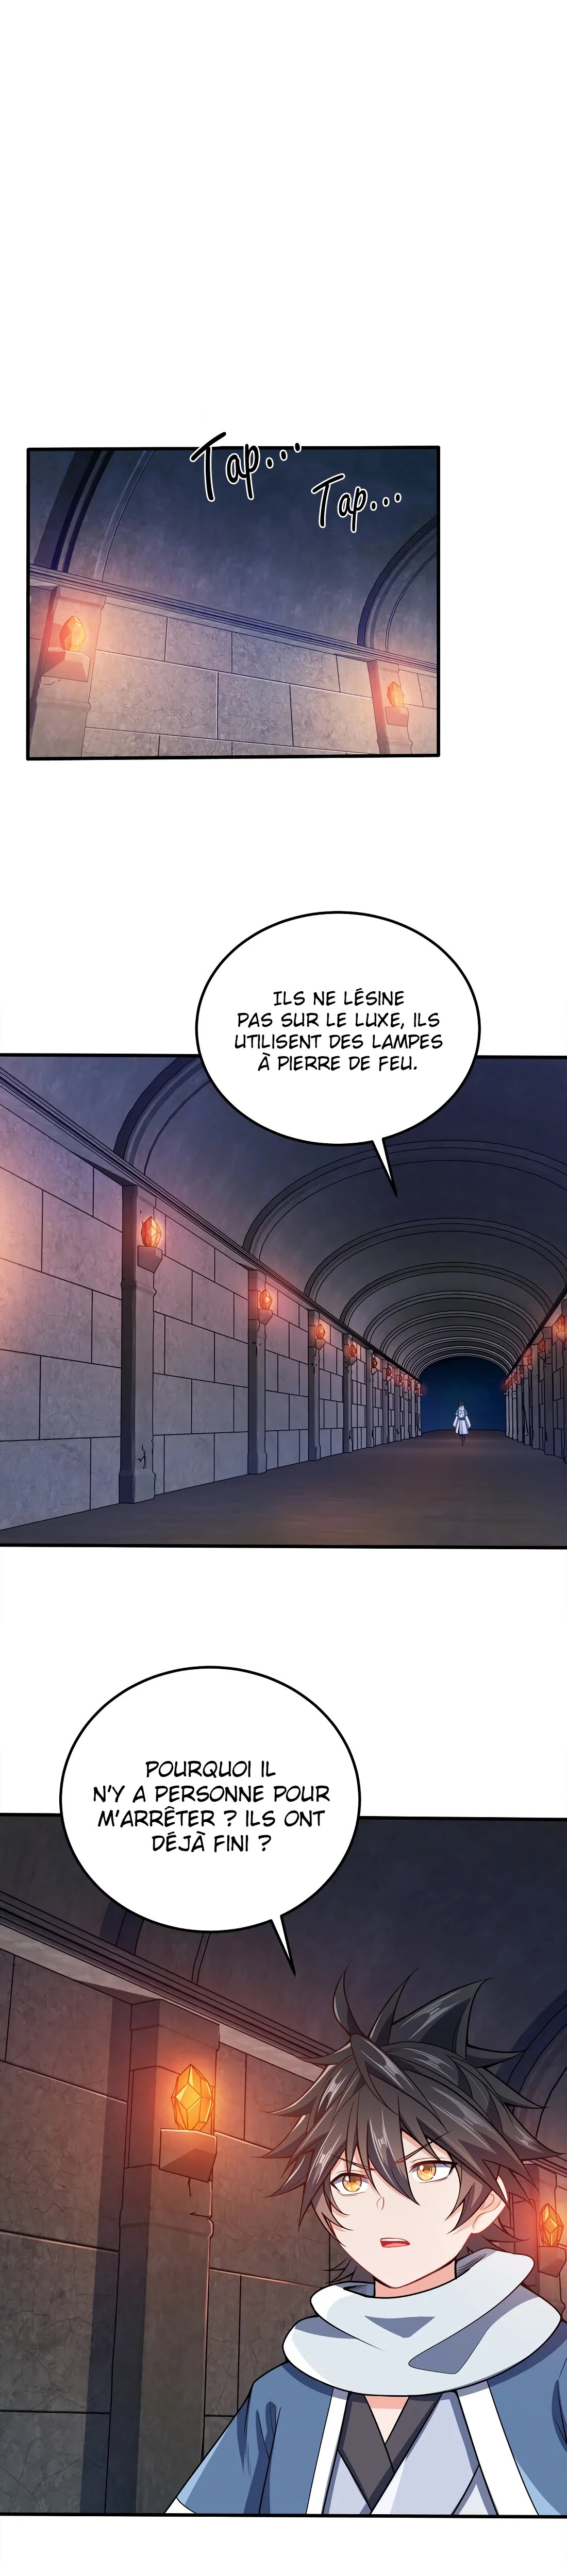 Tap...
Tap...
ILS NE LÉSINE
PAS SUR LE LUXE, ILS
UTILISENT DES LAMPES
À PIERRE DE FEU.
POURQUOI IL
N'Y A PERSONNE POUR
M'ARRÊTER ? ILS ONT
DÉJÀ FINI ?